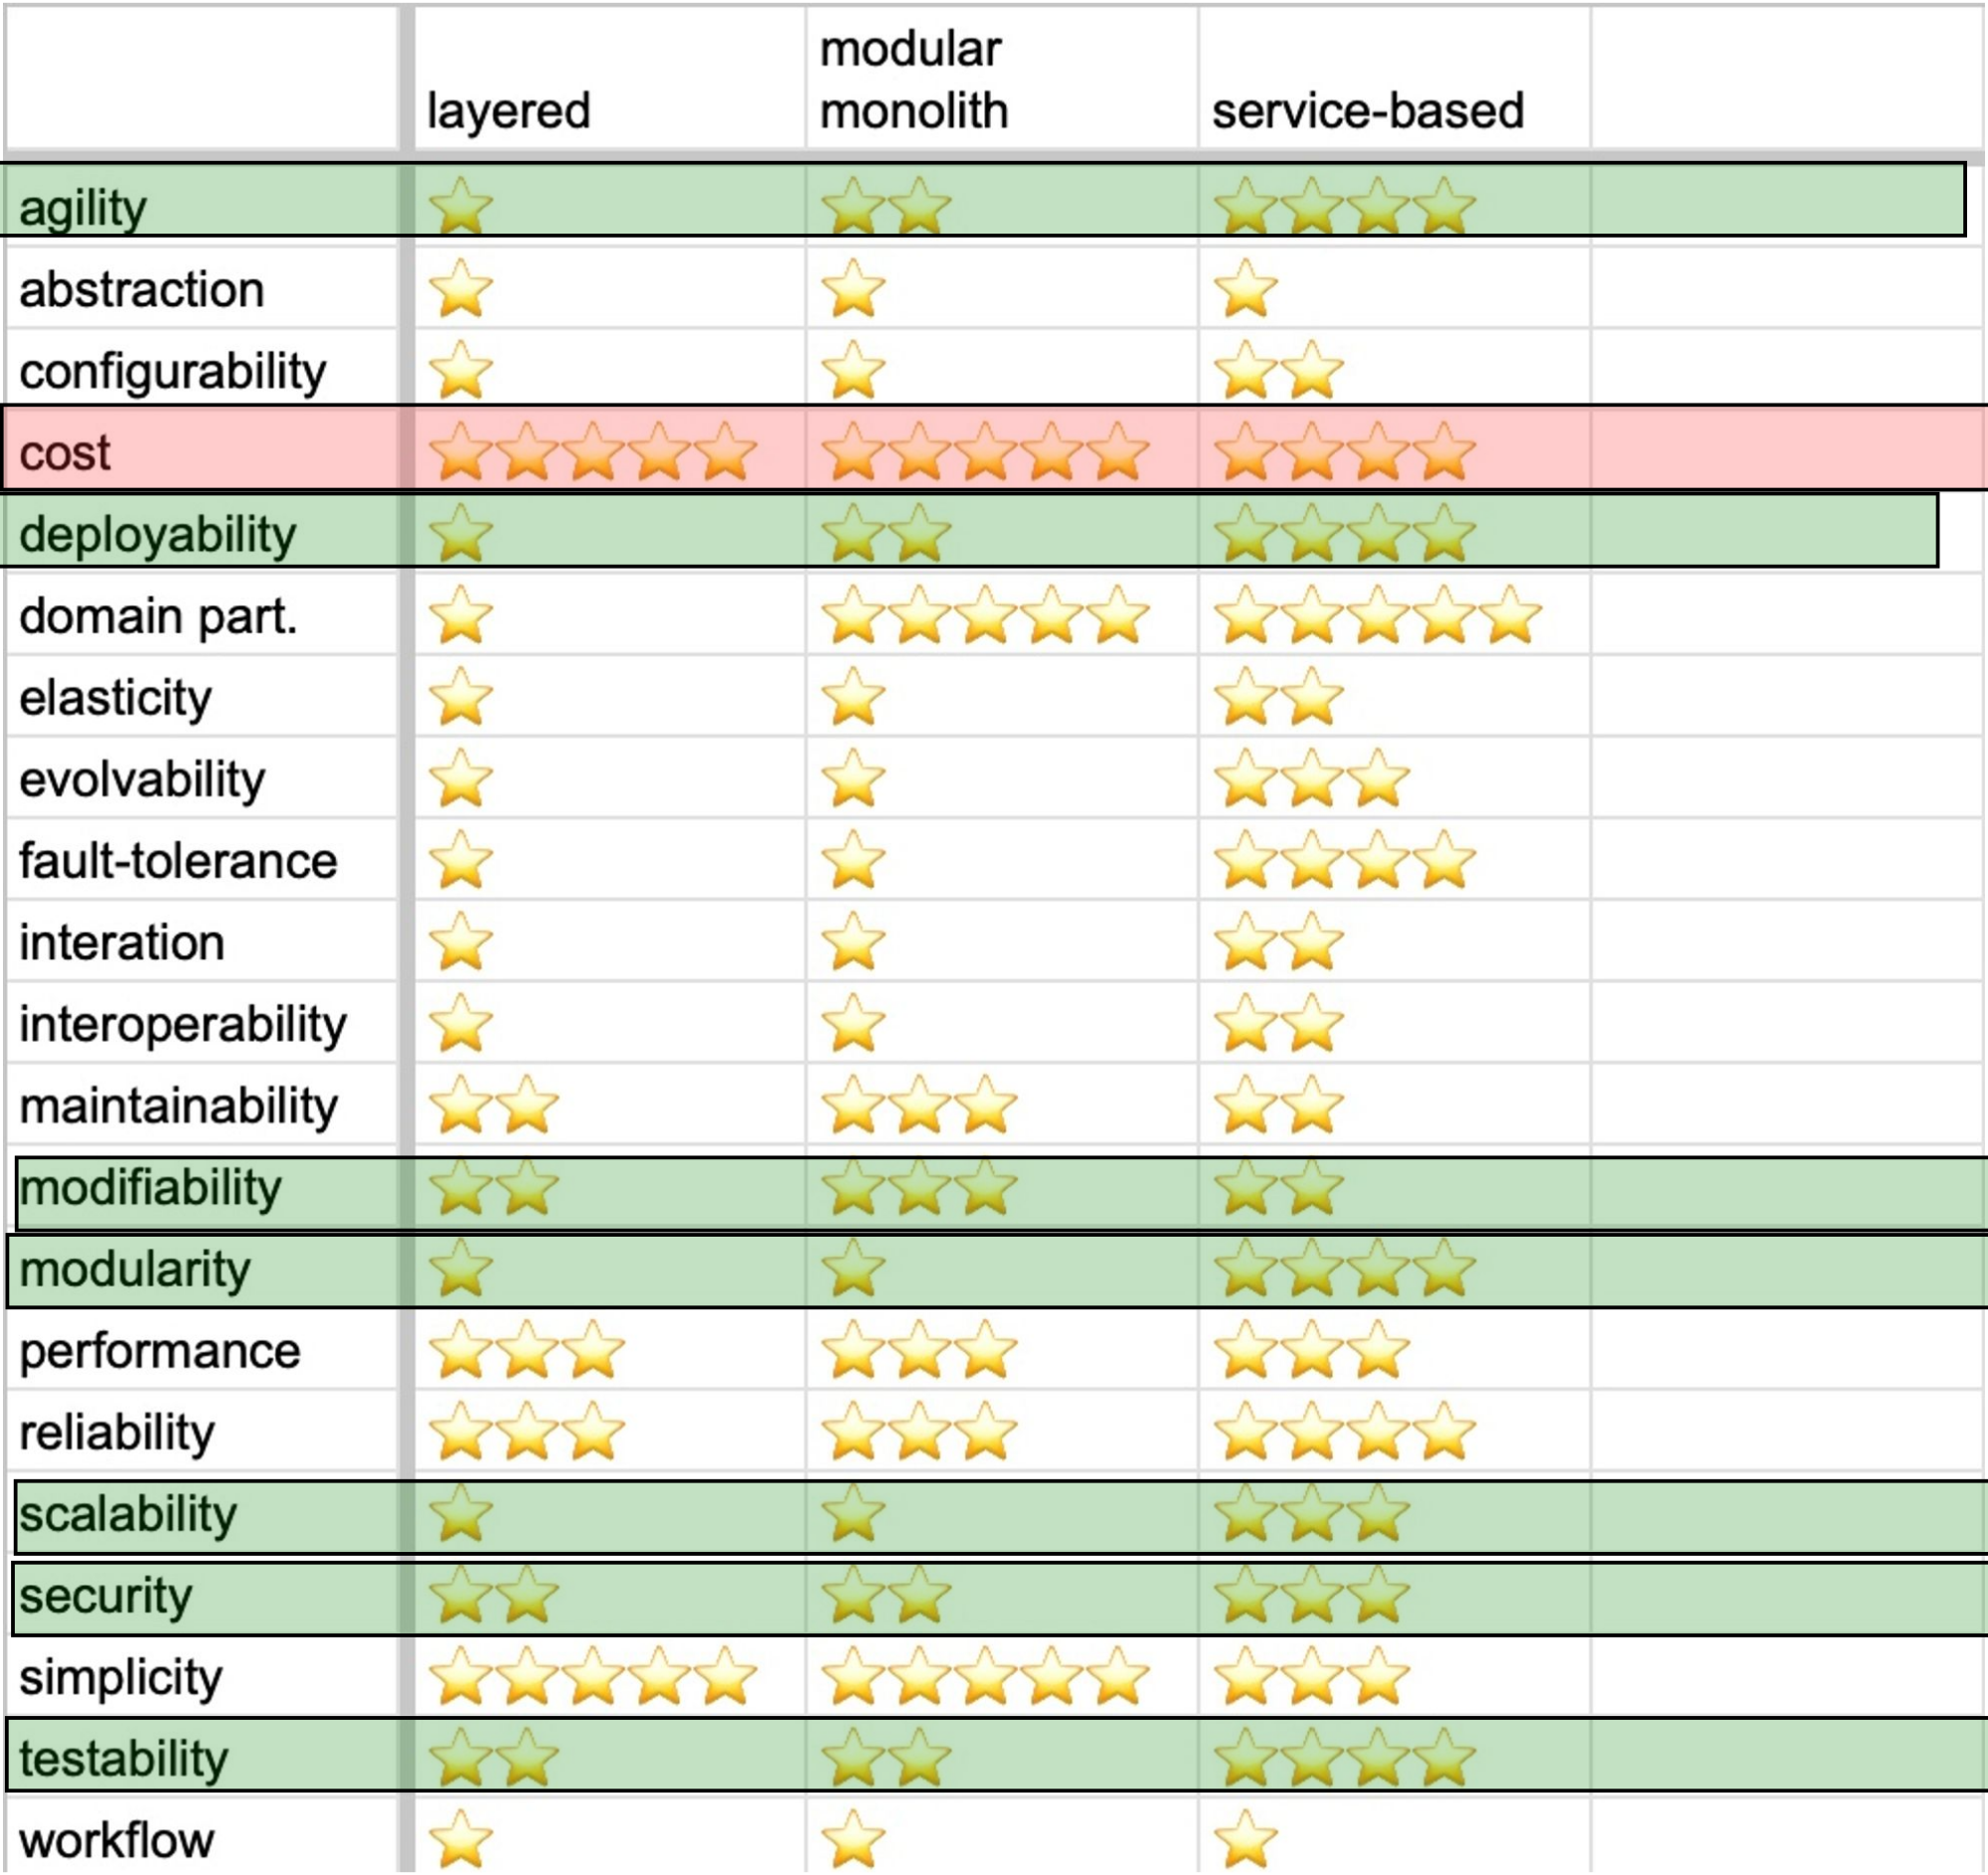 layered
modular
monolith
service-based
agility ⭐ ⭐⭐ ⭐⭐⭐⭐
abstraction ⭐ ⭐ ⭐
configurability ⭐ ⭐ ⭐⭐
cost ⭐⭐⭐⭐⭐ ⭐⭐⭐⭐⭐ ⭐⭐⭐⭐
deployability ⭐ ⭐⭐ ⭐⭐⭐⭐
domain part. ⭐ ⭐⭐⭐⭐⭐ ⭐⭐⭐⭐⭐
elasticity ⭐ ⭐ ⭐⭐
evolvability ⭐ ⭐ ⭐⭐⭐
fault-tolerance ⭐ ⭐ ⭐⭐⭐⭐
interation ⭐ ⭐ ⭐⭐
interoperability ⭐ ⭐ ⭐⭐
maintainability ⭐⭐ ⭐⭐⭐ ⭐⭐
modifiability ⭐⭐ ⭐⭐⭐ ⭐⭐
modularity ⭐ ⭐ ⭐⭐⭐⭐
performance ⭐⭐⭐ ⭐⭐⭐ ⭐⭐⭐
reliability ⭐⭐⭐ ⭐⭐⭐ ⭐⭐⭐⭐
scalability ⭐ ⭐ ⭐⭐⭐
security ⭐⭐ ⭐⭐ ⭐⭐⭐
simplicity ⭐⭐⭐⭐⭐ ⭐⭐⭐⭐⭐ ⭐⭐⭐
testability ⭐⭐ ⭐⭐ ⭐⭐⭐⭐
workflow ⭐ ⭐ ⭐